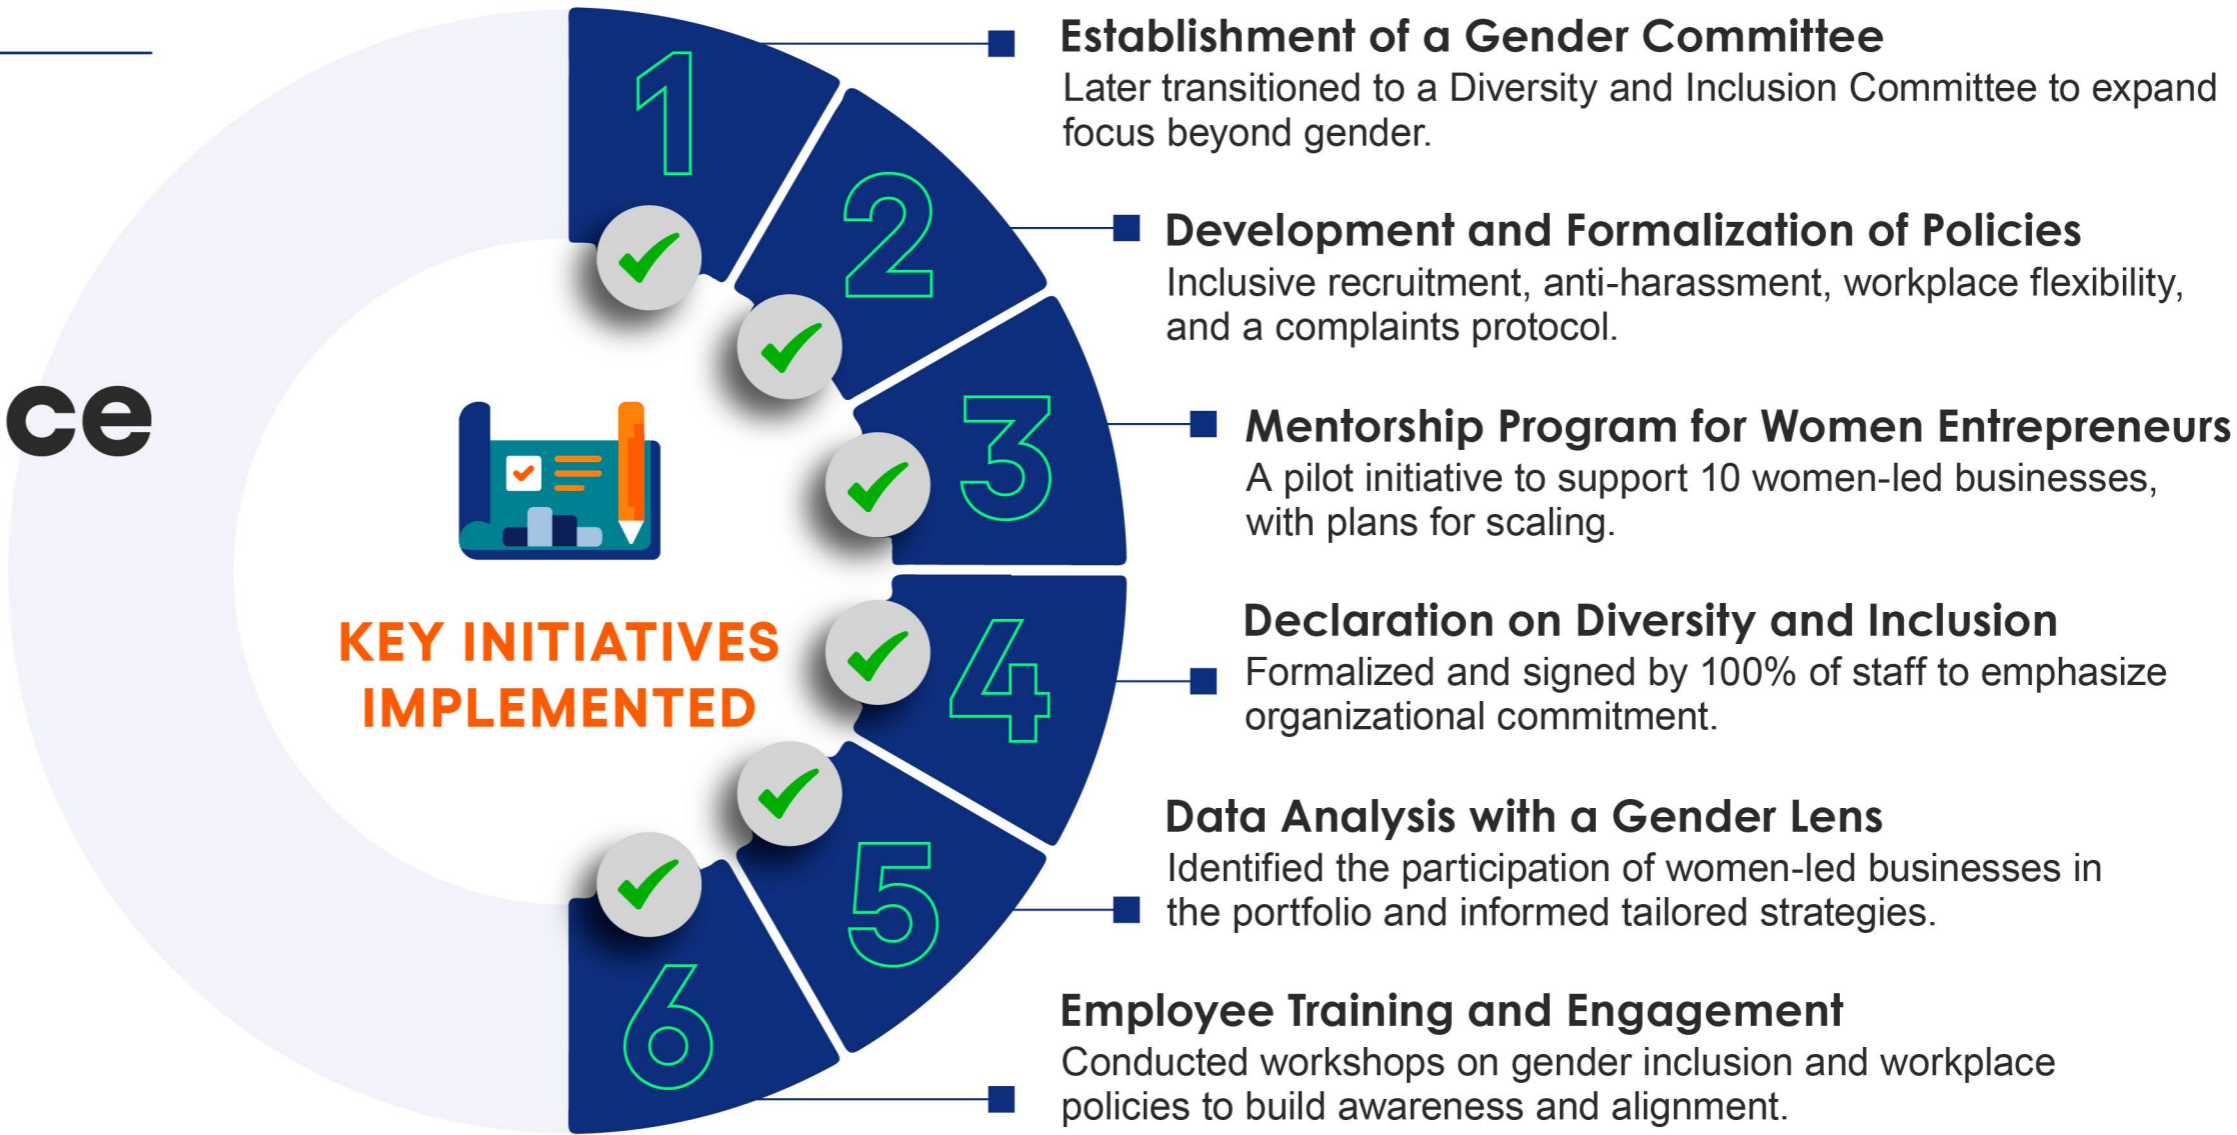 ce
KEY INITIATIVES
IMPLEMENTED
1
Establishment of a Gender Committee
Later transitioned to a Diversity and Inclusion Committee to expand
focus beyond gender.
2
Development and Formalization of Policies
Inclusive recruitment, anti-harassment, workplace flexibility,
and a complaints protocol.
3
Mentorship Program for Women Entrepreneurs
A pilot initiative to support 10 women-led businesses,
with plans for scaling.
4
Declaration on Diversity and Inclusion
Formalized and signed by 100% of staff to emphasize
organizational commitment.
5
Data Analysis with a Gender Lens
Identified the participation of women-led businesses in
the portfolio and informed tailored strategies.
6
Employee Training and Engagement
Conducted workshops on gender inclusion and workplace
policies to build awareness and alignment.